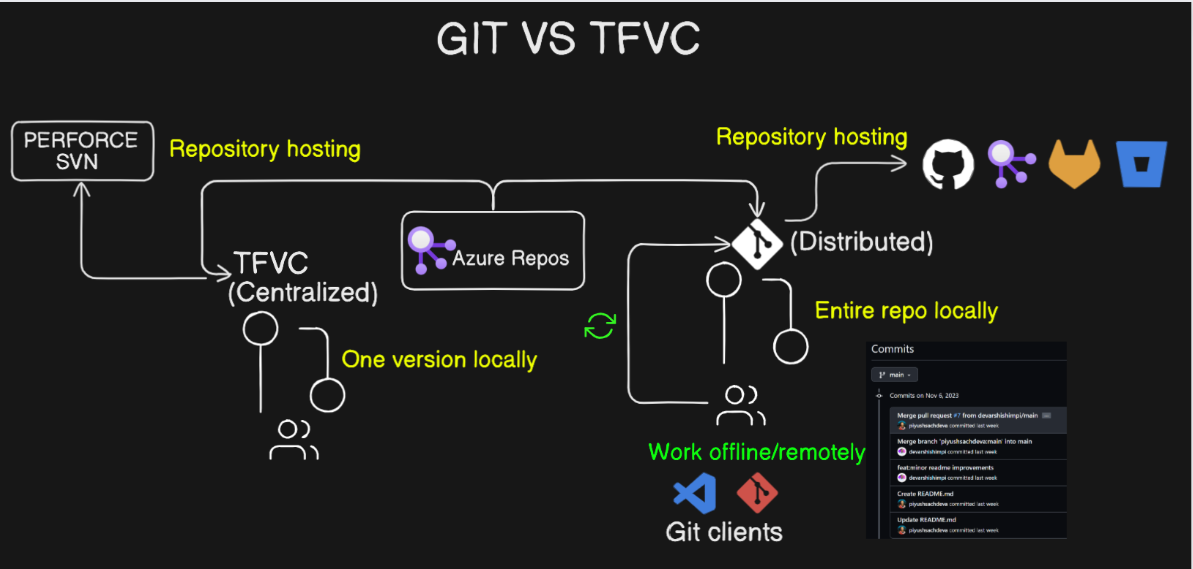 GIT VS TFVC
PERFORCE
SVN
Repository hosting
Repository hosting
Azure Repos
(Distributed)
TFVC
(Centralized)
One version locally
Entire repo locally
Work offline/remotely
Git clients
Commits
main
Commits on Nov 6, 2023
Merge pull request #7 from devarshishimpi/main
piyushsachdeva committed last week
Merge branch 'piyushsachdeva:main' into main
devarshishimpi committed last week
feat:minor readme improvements
devarshishimpi committed last week
Create README.md
piyushsachdeva committed last week
Update README.md
piyushsachdeva committed last week